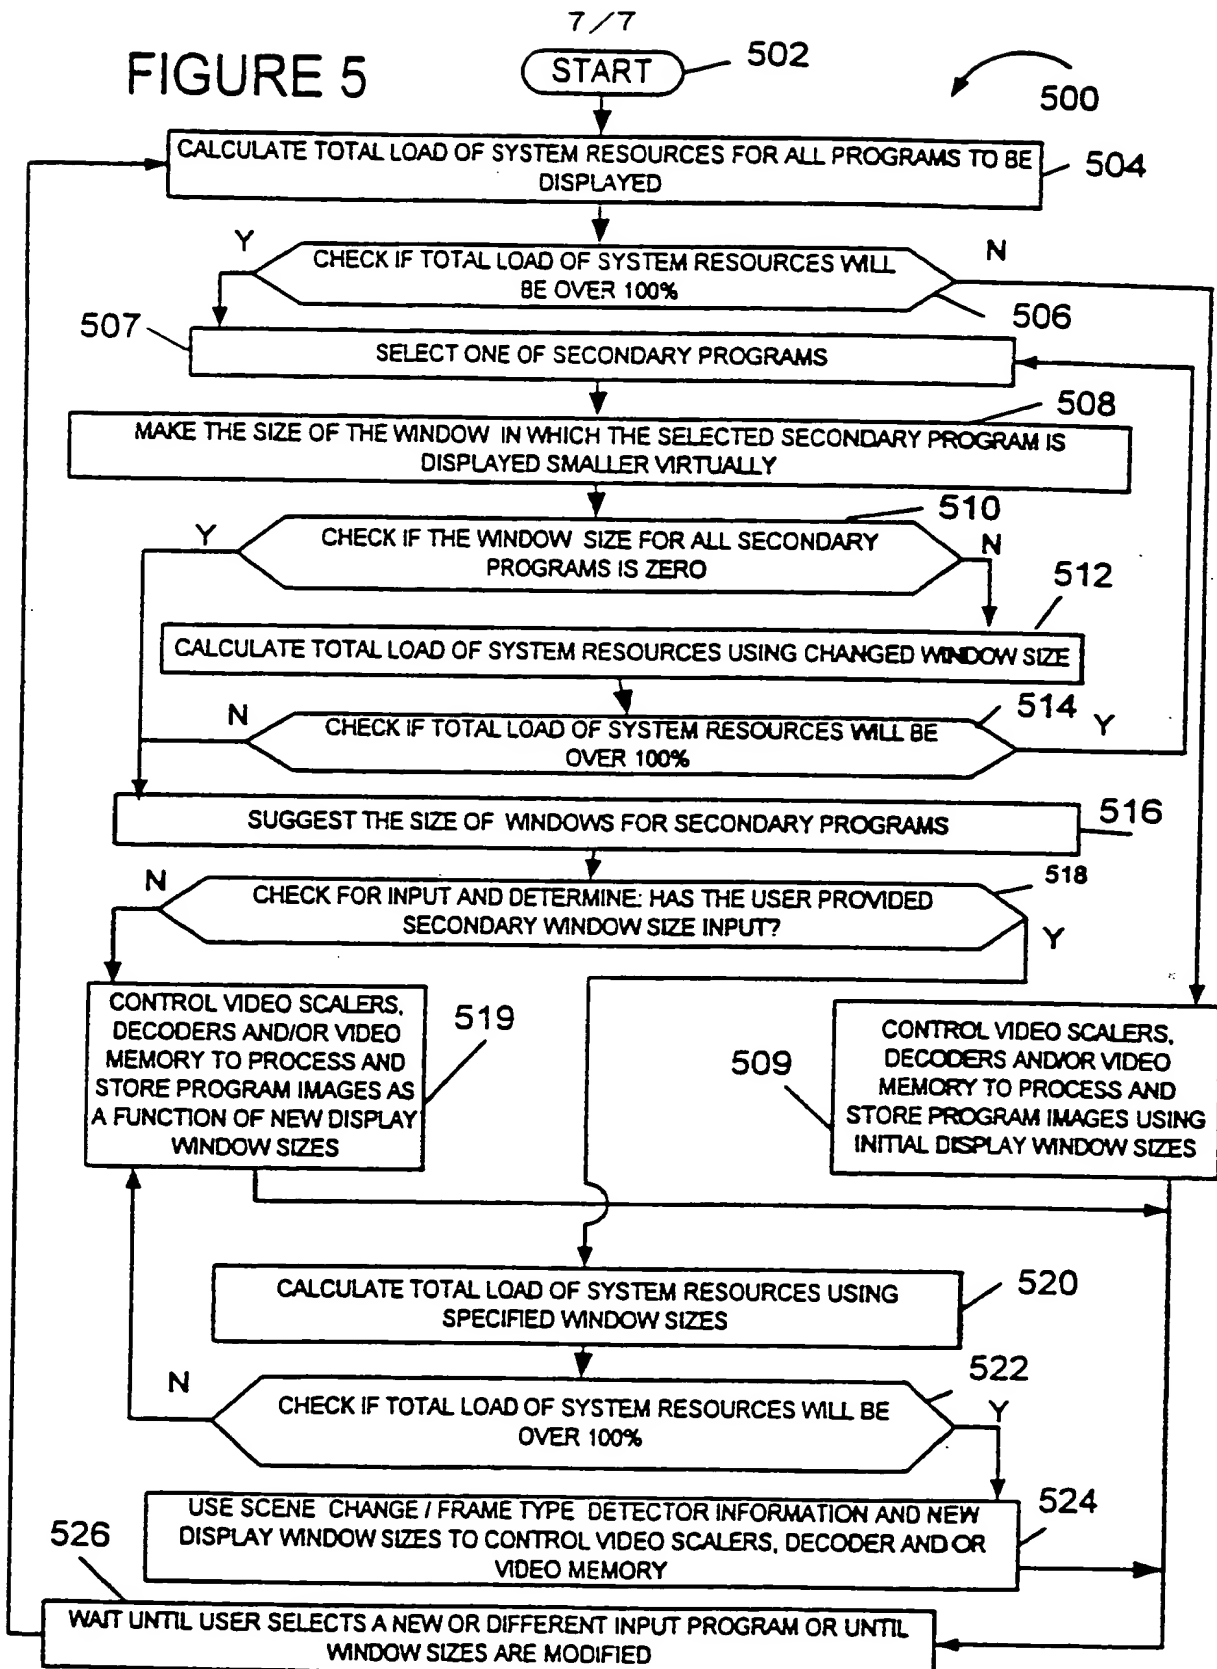 7/7
FIGURE 5
START
502
500
CALCULATE TOTAL LOAD OF SYSTEM RESOURCES FOR ALL PROGRAMS TO BE
DISPLAYED
504
Y
CHECK IF TOTAL LOAD OF SYSTEM RESOURCES WILL
BE OVER 100%
N
506
507
SELECT ONE OF SECONDARY PROGRAMS
508
MAKE THE SIZE OF THE WINDOW IN WHICH THE SELECTED SECONDARY PROGRAM IS
DISPLAYED SMALLER VIRTUALLY
510
Y
CHECK IF THE WINDOW SIZE FOR ALL SECONDARY
PROGRAMS IS ZERO
N
512
CALCULATE TOTAL LOAD OF SYSTEM RESOURCES USING CHANGED WINDOW SIZE
N
CHECK IF TOTAL LOAD OF SYSTEM RESOURCES WILL BE
OVER 100%
514
Y
SUGGEST THE SIZE OF WINDOWS FOR SECONDARY PROGRAMS
516
N
CHECK FOR INPUT AND DETERMINE: HAS THE USER PROVIDED
SECONDARY WINDOW SIZE INPUT?
518
Y
CONTROL VIDEO SCALERS,
DECODERS AND/OR VIDEO
MEMORY TO PROCESS AND
STORE PROGRAM IMAGES AS
A FUNCTION OF NEW DISPLAY
WINDOW SIZES
519
509
CONTROL VIDEO SCALERS,
DECODERS AND/OR VIDEO
MEMORY TO PROCESS AND
STORE PROGRAM IMAGES USING
INITIAL DISPLAY WINDOW SIZES
CALCULATE TOTAL LOAD OF SYSTEM RESOURCES USING
SPECIFIED WINDOW SIZES
520
N
CHECK IF TOTAL LOAD OF SYSTEM RESOURCES WILL BE
OVER 100%
522
Y
USE SCENE CHANGE / FRAME TYPE DETECTOR INFORMATION AND NEW
DISPLAY WINDOW SIZES TO CONTROL VIDEO SCALERS, DECODER AND OR
VIDEO MEMORY
524
526
WAIT UNTIL USER SELECTS A NEW OR DIFFERENT INPUT PROGRAM OR UNTIL
WINDOW SIZES ARE MODIFIED